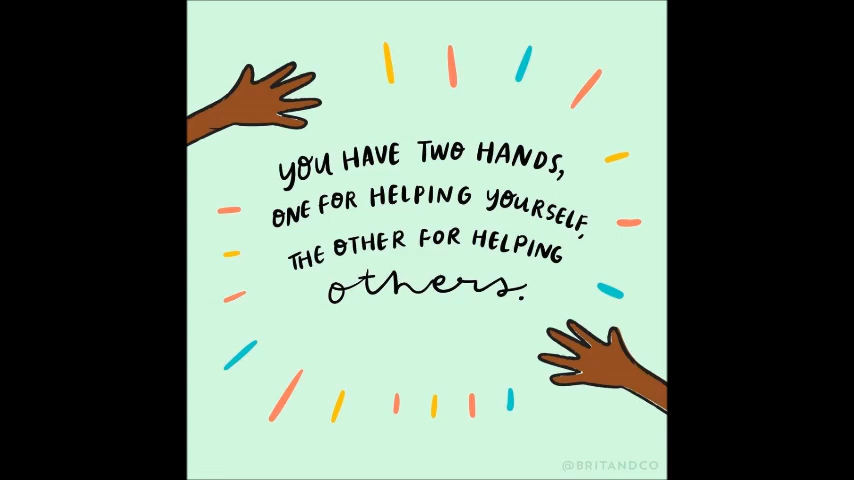 YOU HAVE TWO HANDS,
ONE FOR HELPING YOURSELF,
THE OTHER FOR HELPING
others.
@BRITANDCO